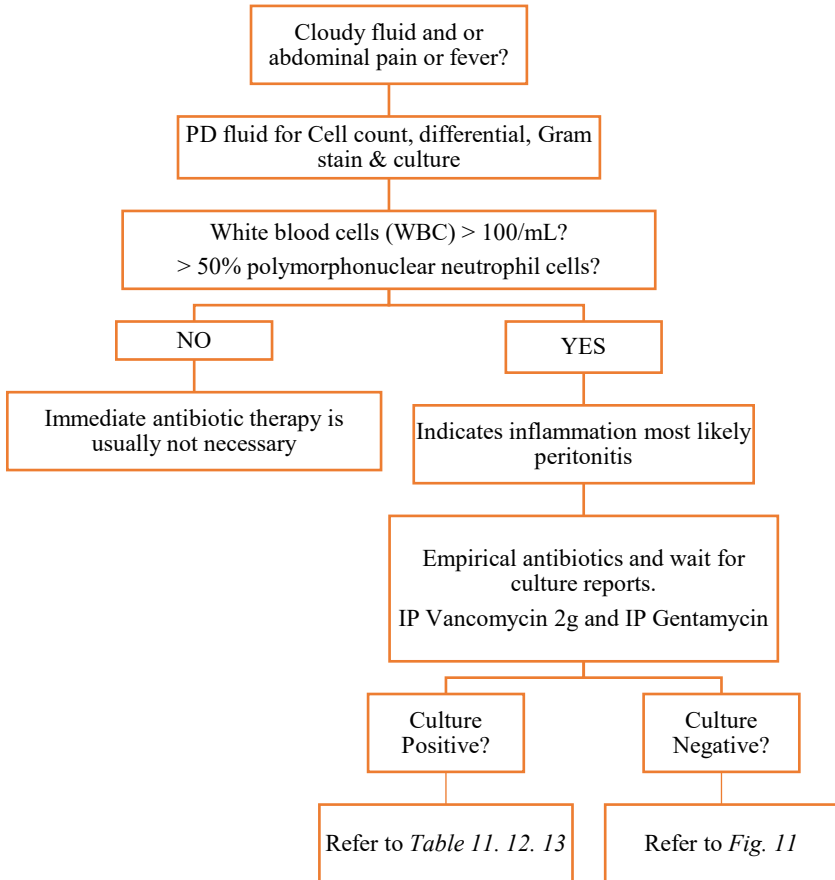 Cloudy fluid and or
abdominal pain or fever?
PD fluid for Cell count, differential, Gram
stain & culture
White blood cells (WBC) > 100/mL?
> 50% polymorphonuclear neutrophil cells?
NO
YES
Immediate antibiotic therapy is
usually not necessary
Indicates inflammation most likely
peritonitis
Empirical antibiotics and wait for
culture reports.
IP Vancomycin 2g and IP Gentamycin
Culture
Positive?
Culture
Negative?
Refer to Table 11. 12. 13
Refer to Fig. 11